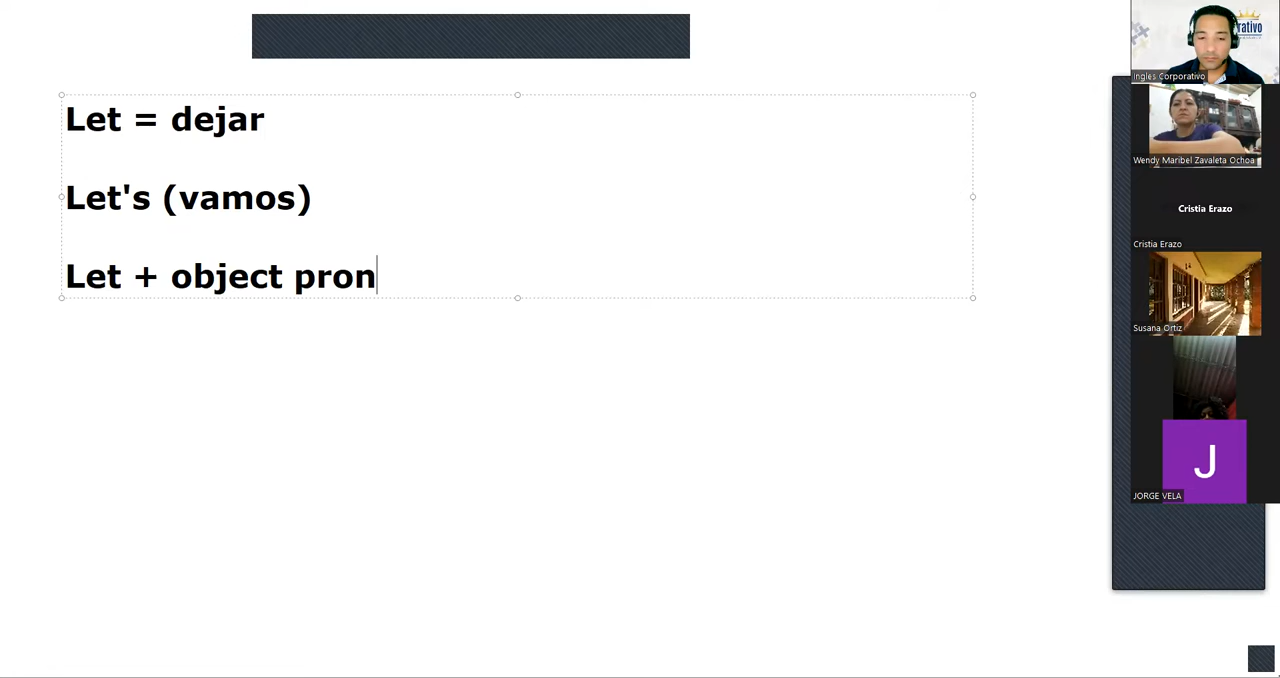 Let = dejar
Let's (vamos)
Let + object pron
rativo
Ingles Corporativo
Wendy Maribel Zavaleta Ochoa
Cristia Erazo
Cristia Erazo
Susana Ortiz
J
JORGE VELA